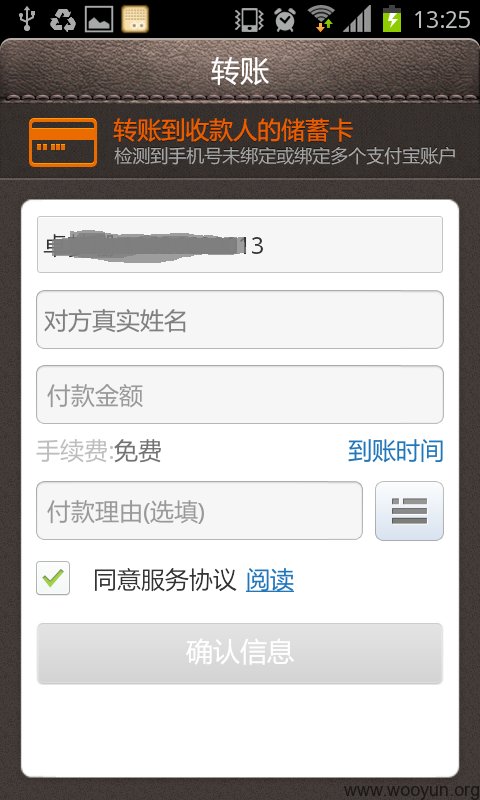 13:25
转账
转账到收款人的储蓄卡
检测到手机号未绑定或绑定多个支付宝账户
13
对方真实姓名
付款金额
手续费:免费 到账时间
付款理由(选填)
同意服务协议 阅读
确认信息
www.wooyun.org